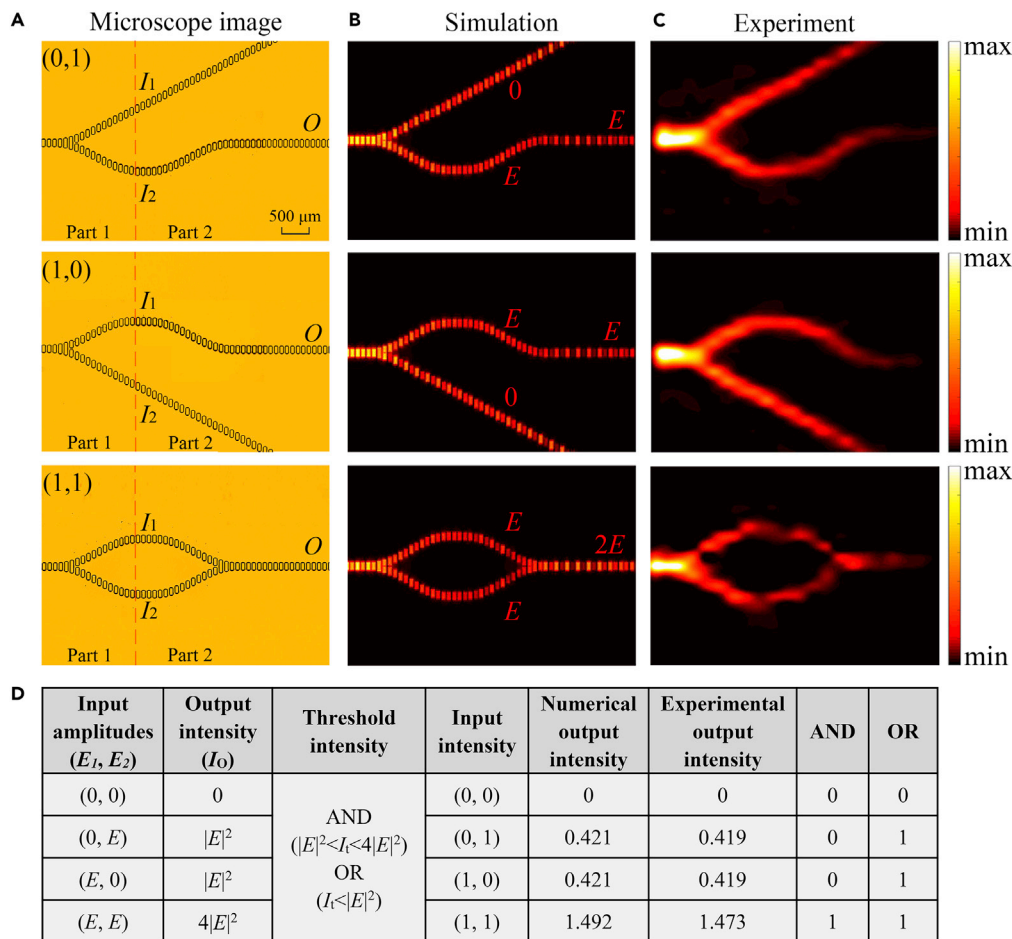 A Microscope image B Simulation C Experiment
(0,1) I1 O I2 Part 1 Part 2 500 μm
0 E E
max
min
(1,0) I1 O I2 Part 1 Part 2
E E 0
max
min
(1,1) I1 O I2 Part 1 Part 2
E 2E E
max
min
D
Input amplitudes (E1, E2) Output intensity (IO) Threshold intensity Input intensity Numerical output intensity Experimental output intensity AND OR
(0, 0) 0 (0, 0) 0 0 0 0
AND
(|E|²<It<4|E|²)
OR
(It<|E|²)
(0, E) |E|² (0, 1) 0.421 0.419 0 1
(E, 0) |E|² (1, 0) 0.421 0.419 0 1
(E, E) 4|E|² (1, 1) 1.492 1.473 1 1